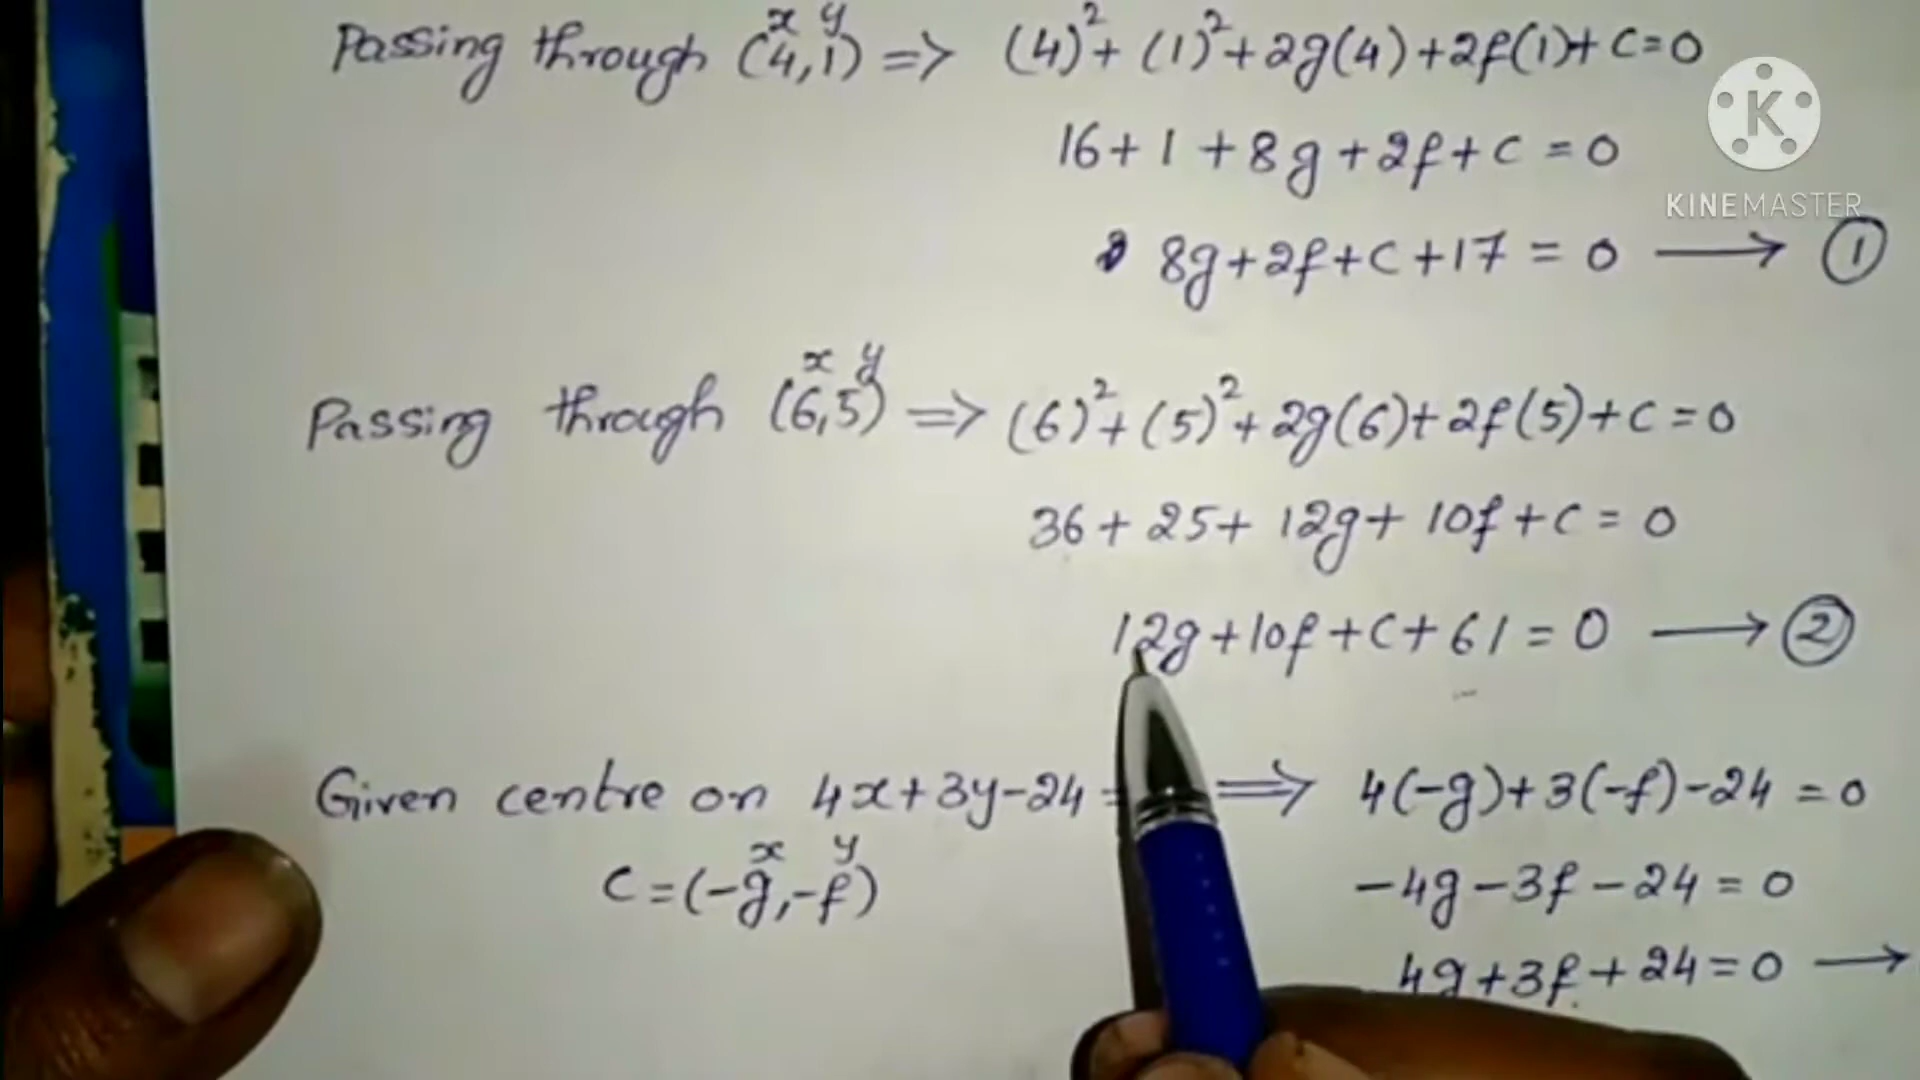 Passing through (4,1) => (4)²+(1)²+2g(4)+2f(1)+c=0
x y
16+1+8g+2f+c=0
K
KINEMASTER
8g+2f+c+17=0 → ①
x y
Passing through (6,5) => (6)²+(5)²+2g(6)+2f(5)+c=0
36+25+12g+10f+c=0
12g+10f+c+61=0 → ②
Given centre on 4x+3y-24 => 4(-g)+3(-f)-24=0
x y
C=(-g,-f)
-4g-3f-24=0
4g+3f+24=0 →